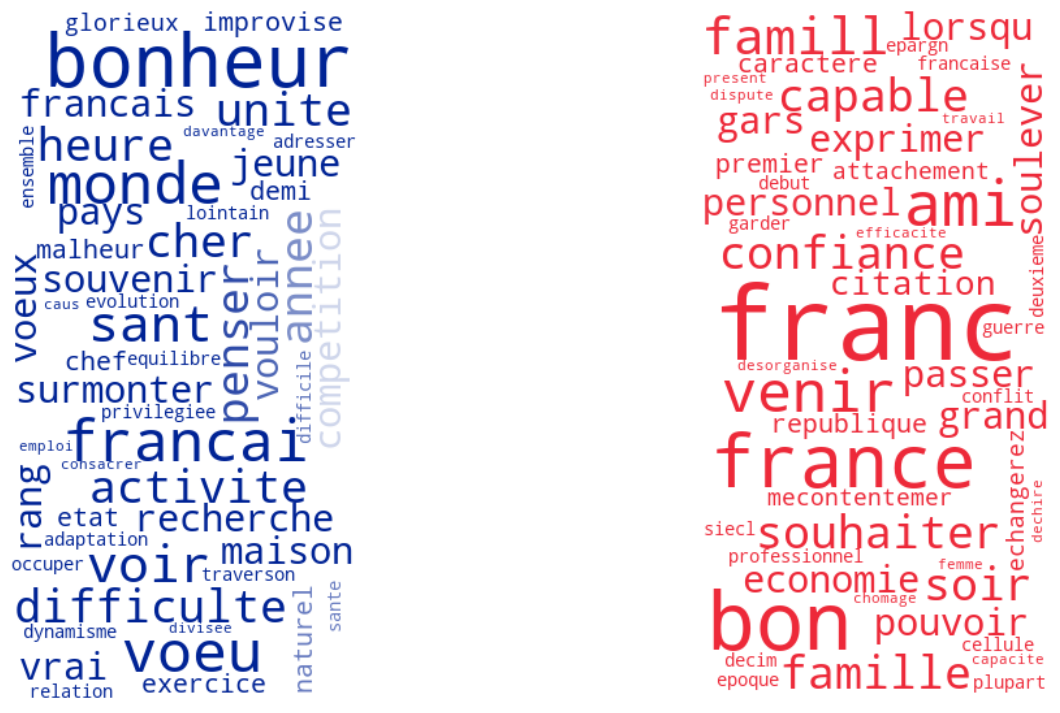 glorieux improvise
bonheur
francais unite
davantage
ensemble heure adresser
jeune
monde demi
pays lointain
malheur cher
voeux souvenir penser vouloir annee competition
caus evolution
sant
chef equilibre
surmonter difficile
privilegiee
francai
emploi
consacrer
rang activite
etat recherche
adaptation
occuper voir maison
traverson
difficulte naturel sante
dynamisme divisee
vrai voeu
relation exercice
famill lorsqu
epargn
caractere francaise
present
dispute capable soulever
gars travail
exprimer
premier attachement
debut
personnel ami
garder
efficacite
confiance deuxieme
citation
franc
guerre
desorganise
venir passer
conflit
republique grand
france echangerez
mecontentemer dechire
siecl souhaiter
professionnel
femme
economie soir
chomage
bon pouvoir
cellule
decim capacite
epoque famille plupart